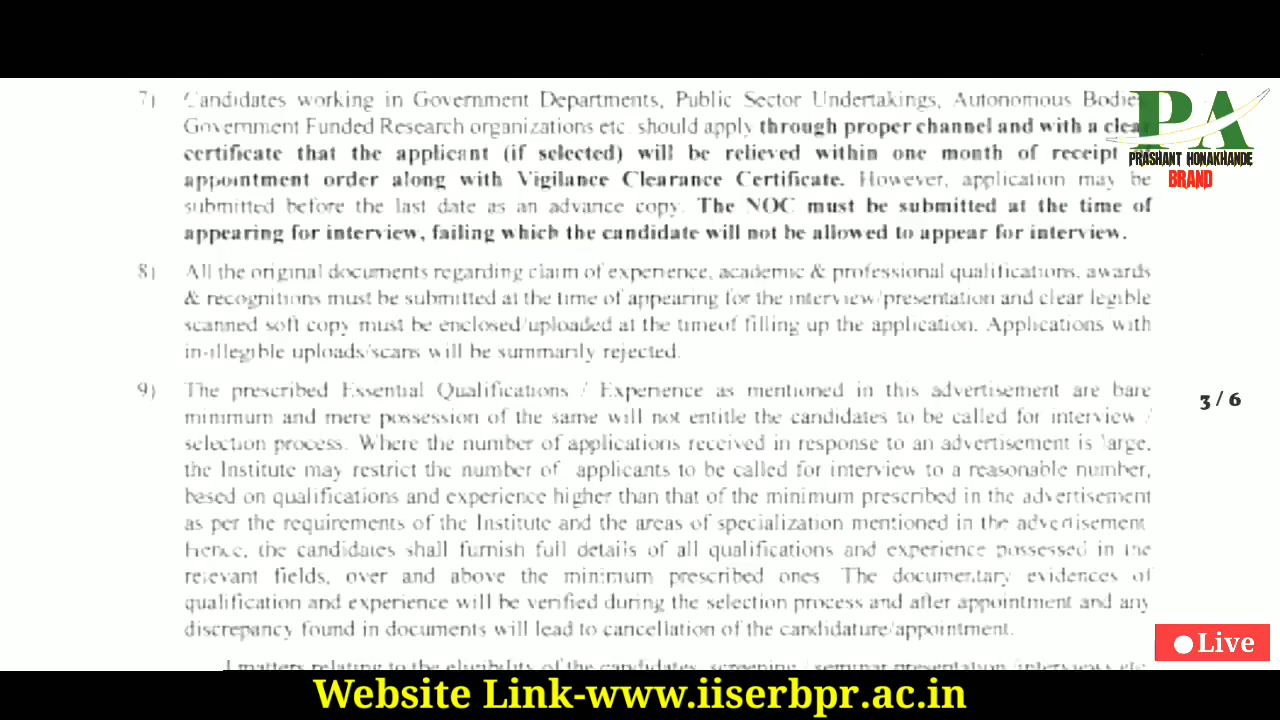 7) Candidates working in Government Departments, Public Sector Undertakings, Autonomous Bodie
Government Funded Research organizations etc. should apply through proper channel and with a clea
certificate that the applicant (if selected) will be relieved within one month of receipt
appointment order along with Vigilance Clearance Certificate. However, application may be
submitted before the last date as an advance copy. The NOC must be submitted at the time of
appearing for interview, failing which the candidate will not be allowed to appear for interview.
8) All the original documents regarding claim of experience, academic & professional qualifications, awards
& recognitions must be submitted at the time of appearing for the interview/presentation and clear legible
scanned soft copy must be enclosed/uploaded at the timeof filling up the application. Applications with
in-illegible uploads/scans will be summarily rejected.
9) The prescribed Essential Qualifications / Experience as mentioned in this advertisement are bare
minimum and mere possession of the same will not entitle the candidates to be called for interview /
selection process. Where the number of applications received in response to an advertisement is large,
the Institute may restrict the number of applicants to be called for interview to a reasonable number,
based on qualifications and experience higher than that of the minimum prescribed in the advertisement
as per the requirements of the Institute and the areas of specialization mentioned in the advertisement
Hence, the candidates shall furnish full details of all qualifications and experience possessed in the
relevant fields, over and above the minimum prescribed ones. The documentary evidences of
qualification and experience will be verified during the selection process and after appointment and any
discrepancy found in documents will lead to cancellation of the candidature/appointment.
l matters relating to the eligibility of the candidates, screening / seminar presentation/interviews etc
PA
PRASHANT HONAKHANDE
BRAND
3 / 6
Live
Website Link-www.iiserbpr.ac.in